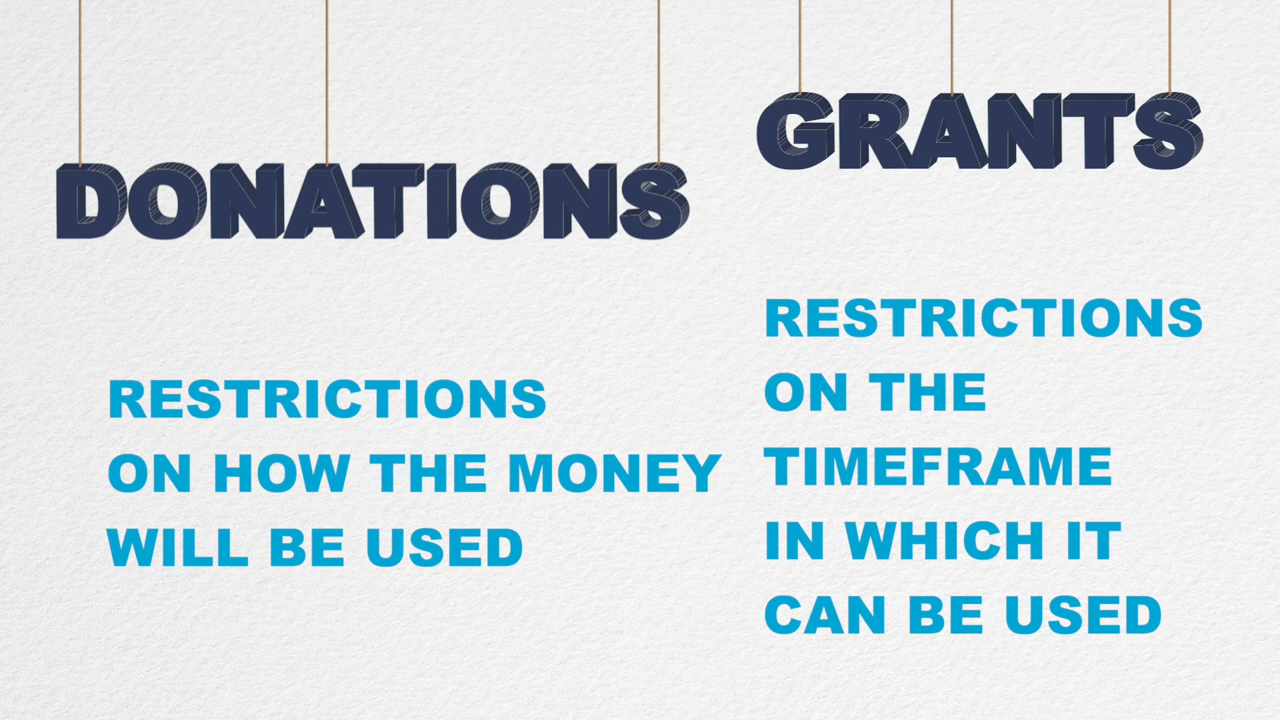 DONATIONS
RESTRICTIONS
ON HOW THE MONEY
WILL BE USED
GRANTS
RESTRICTIONS
ON THE
TIMEFRAME
IN WHICH IT
CAN BE USED